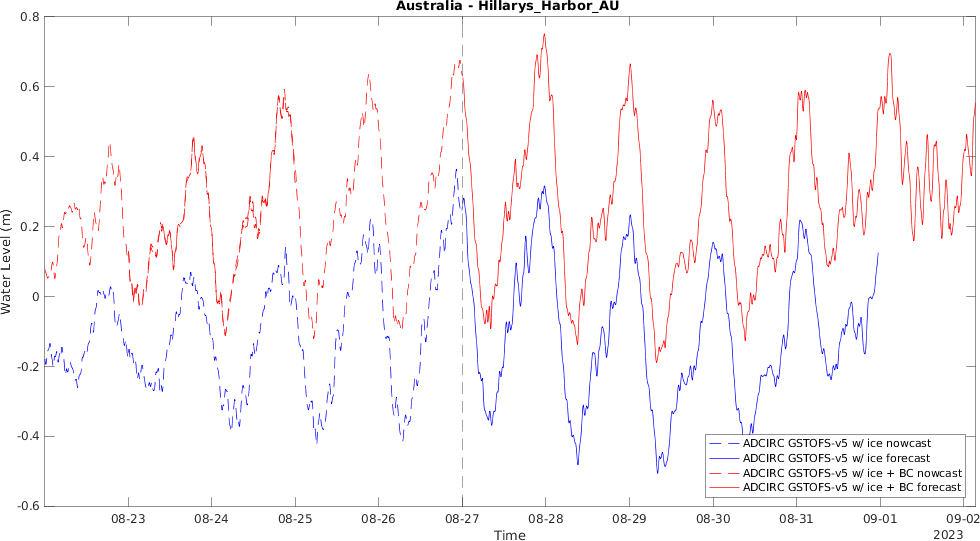 Australia - Hillarys_Harbor_AU
Water Level (m)
0.8
0.6
0.4
0.2
0
-0.2
-0.4
-0.6
ADCIRC GSTOFS-v5 w/ ice nowcast
ADCIRC GSTOFS-v5 w/ ice forecast
ADCIRC GSTOFS-v5 w/ ice + BC nowcast
ADCIRC GSTOFS-v5 w/ ice + BC forecast
08-23 08-24 08-25 08-26 08-27 08-28 08-29 08-30 08-31 09-01 09-02
Time
2023